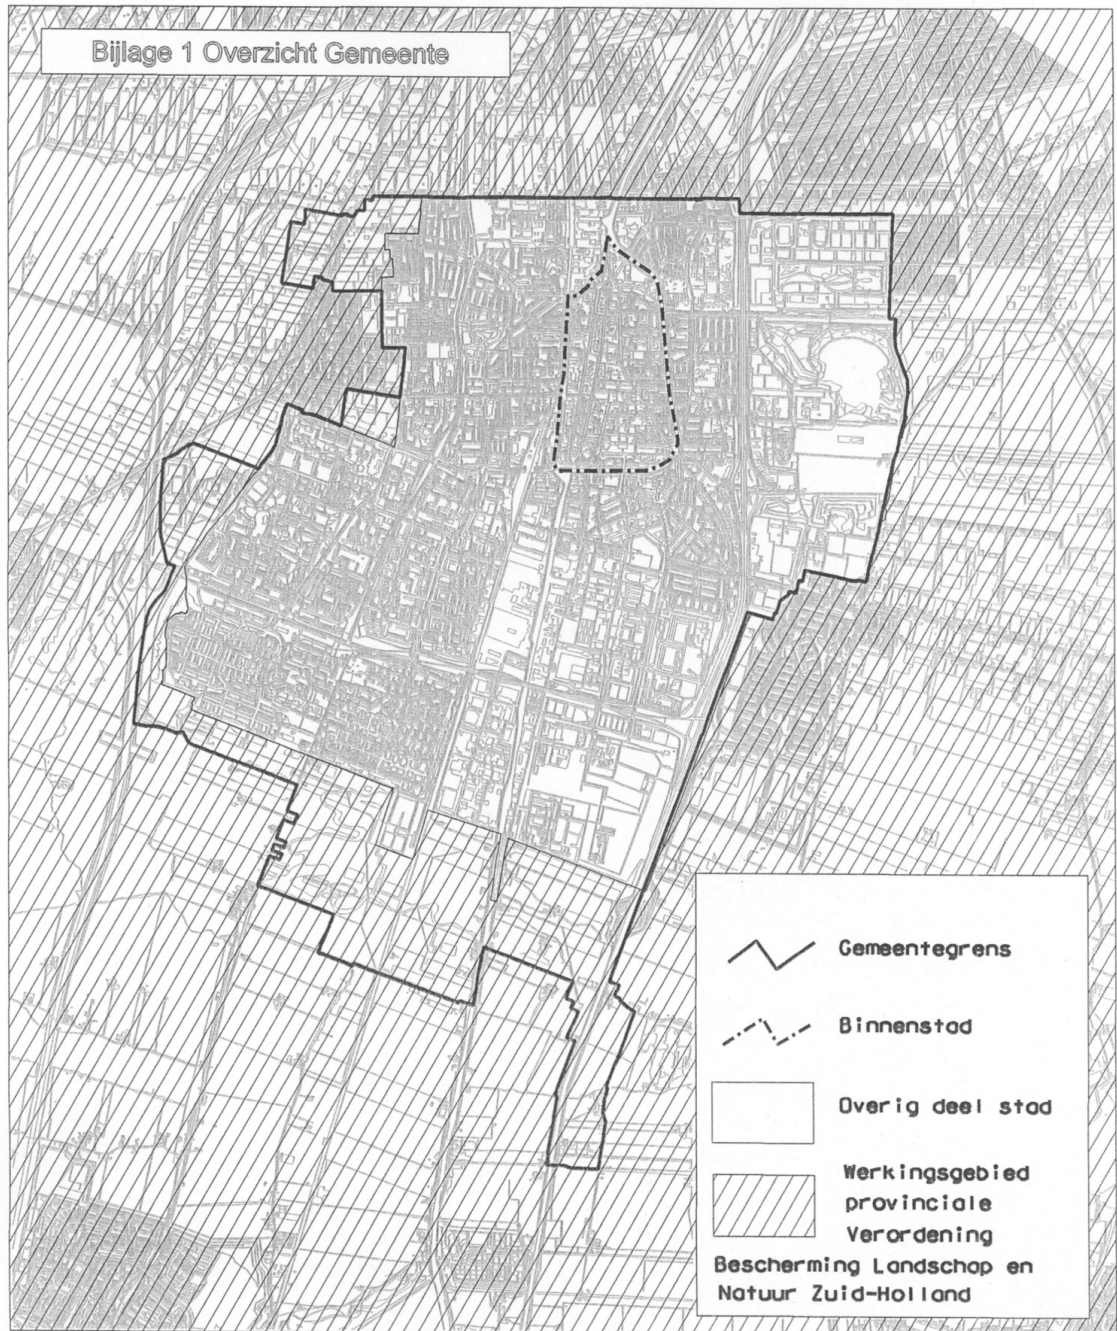 Bijlage 1 Overzicht Gemeente
Gemeentegrens
Binnenstad
Overig deel stad
Werkingsgebied
provinciale
Verordening
Bescherming Landschap en
Natuur Zuid-Holland